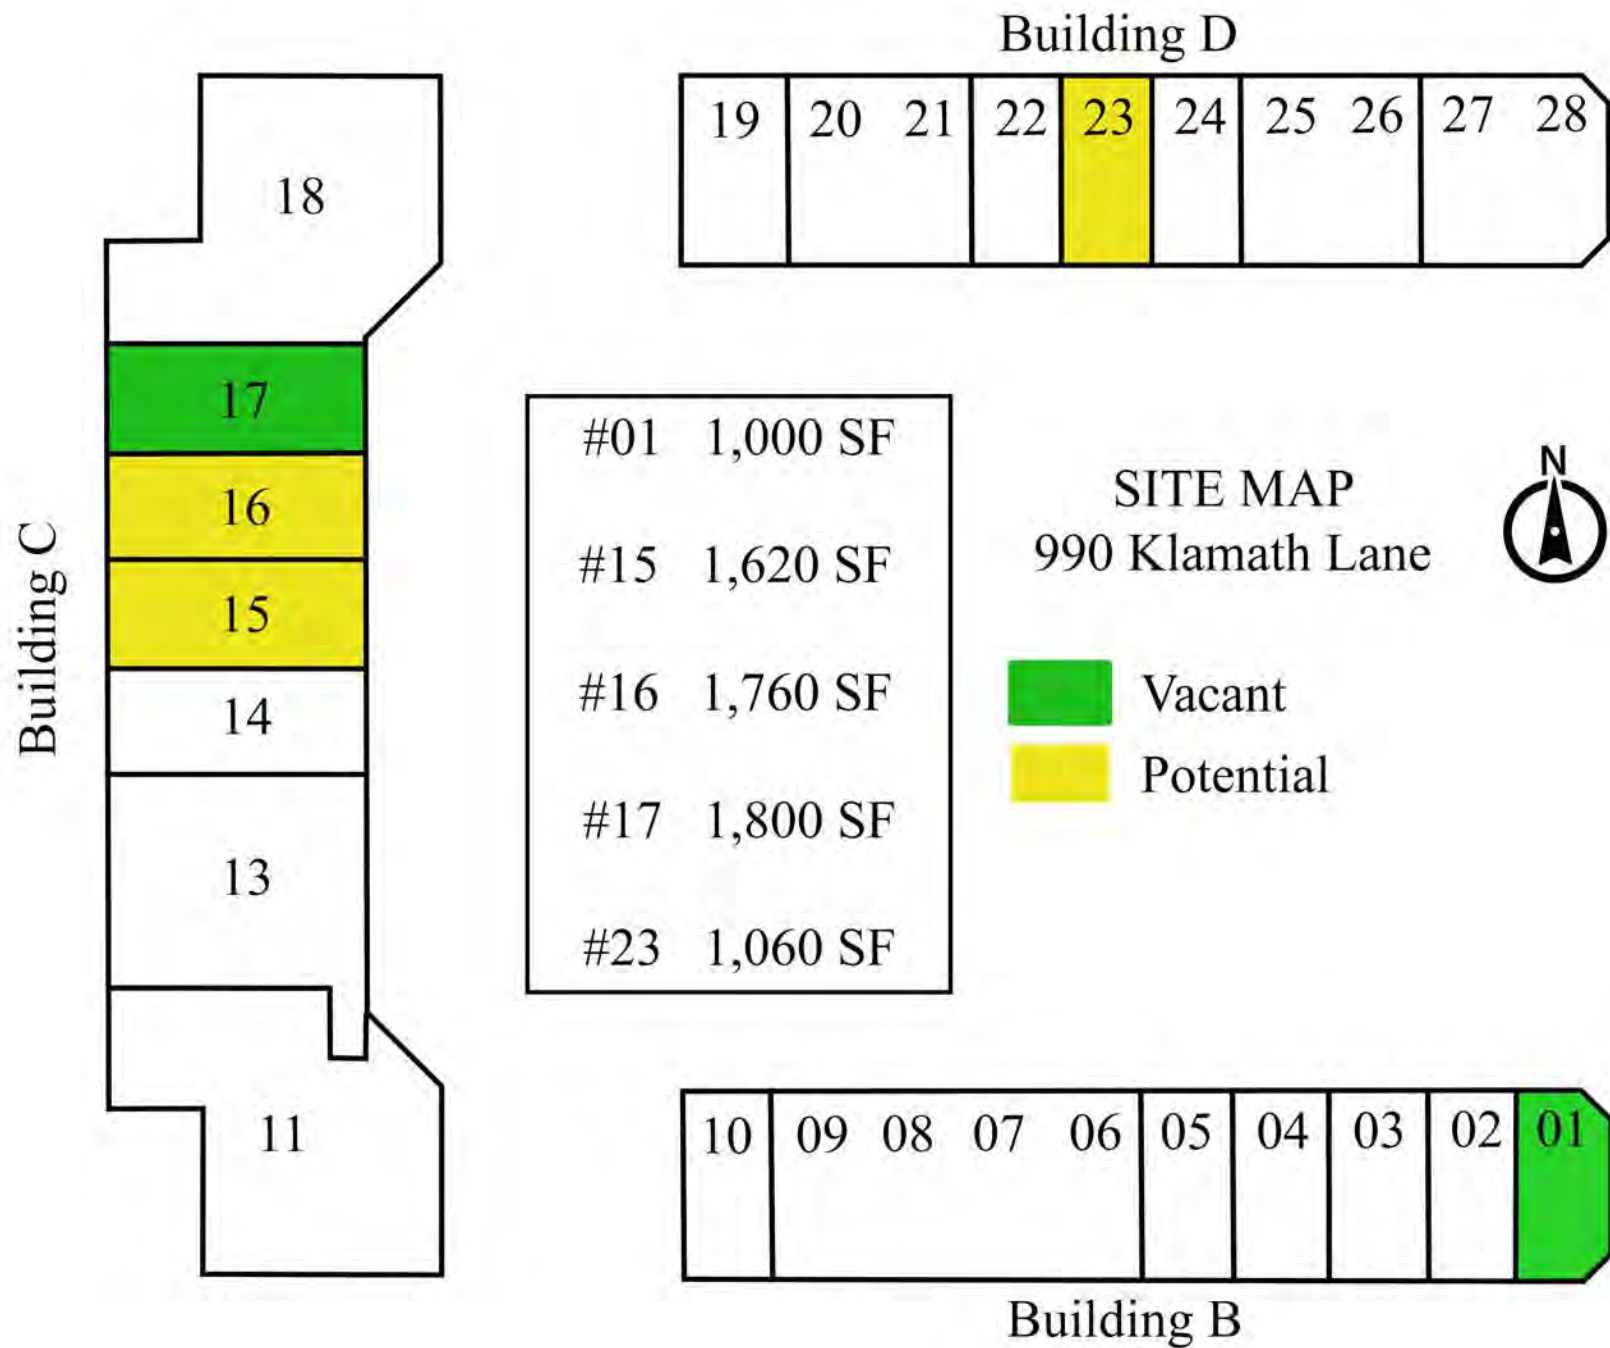 Building D
19 20 21 22 23 24 25 26 27 28
18
17
16
15
14
13
11
Building C
#01 1,000 SF
#15 1,620 SF
#16 1,760 SF
#17 1,800 SF
#23 1,060 SF
SITE MAP
990 Klamath Lane
N
Vacant
Potential
10 09 08 07 06 05 04 03 02 01
Building B